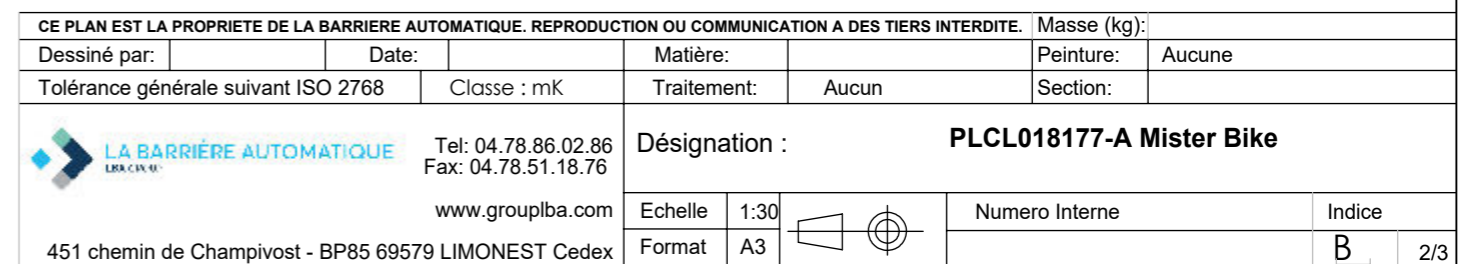 CE PLAN EST LA PROPRIETE DE LA BARRIERE AUTOMATIQUE. REPRODUCTION OU COMMUNICATION A DES TIERS INTERDITE. Masse (kg):
Dessiné par: Date: Matière: Peinture: Aucune
Tolérance générale suivant ISO 2768 Classe : mK Traitement: Aucun Section:
LA BARRIÈRE AUTOMATIQUE
Tel: 04.78.86.02.86
Fax: 04.78.51.18.76
Désignation : PLCL018177-A Mister Bike
www.grouplba.com Echelle 1:30 Numero Interne Indice
451 chemin de Champivost - BP85 69579 LIMONEST Cedex Format A3 B 2/3